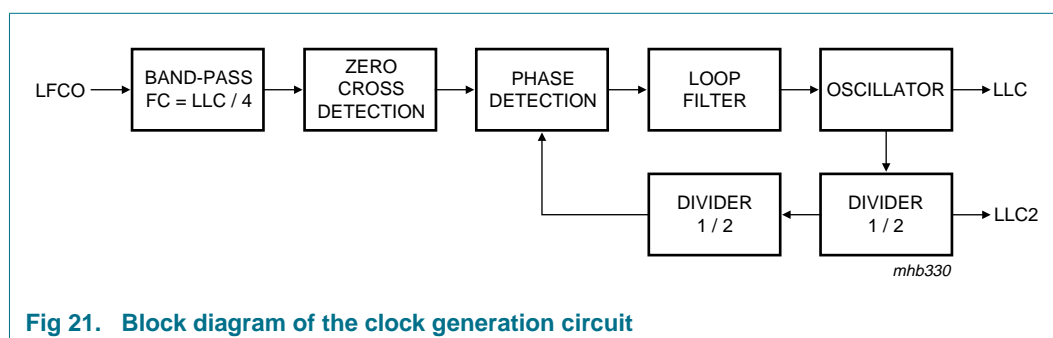 LFCO
BAND-PASS
FC = LLC / 4
ZERO
CROSS
DETECTION
PHASE
DETECTION
LOOP
FILTER
OSCILLATOR
LLC
DIVIDER
1 / 2
DIVIDER
1 / 2
LLC2
mhb330
Fig 21. Block diagram of the clock generation circuit